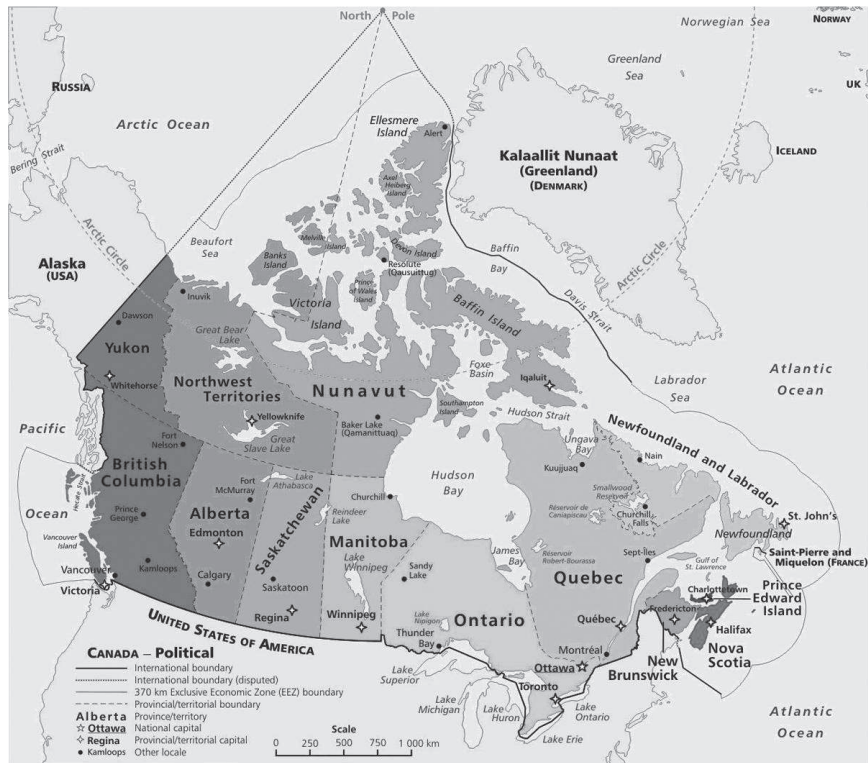 North Pole
Norwegian Sea
NORWAY
Greenland
Sea
UK
RUSSIA
Arctic Ocean
Ellesmere
Island
Alert
Kalaallit Nunaat
(Greenland)
(DENMARK)
ICELAND
Bering Strait
Axel
Heiberg
Island
Arctic Circle
Beaufort
Sea
Melville
Island
Devon Island
Banks
Island
Resolute
(Qausuittuq)
Baffin
Bay
Arctic Circle
Alaska
(USA)
Prince
of Wales
Island
Victoria
Island
Inuvik
Baffin Island
Davis Strait
Dawson
Great Bear
Lake
Yukon
Foxe
Basin
Iqaluit
Atlantic
Ocean
Whitehorse
Northwest
Territories
Nunavut
Labrador
Sea
Southampton
Island
Hudson Strait
Yellowknife
Great
Slave Lake
Baker Lake
(Qamanittuaq)
Newfoundland and Labrador
Pacific
Ocean
Fort
Nelson
Ungava
Bay
Nain
British
Columbia
Lake
Athabasca
Hudson
Bay
Kuujjuaq
Hecate Strait
Fort
McMurray
Smallwood
Reservoir
Churchill
Reindeer
Lake
Réservoir de
Caniapiscau
Churchill
Falls
St. John's
Prince
George
Alberta
Edmonton
Saskatchewan
Manitoba
Newfoundland
Vancouver
Island
James
Bay
Réservoir
Robert-Bourassa
Sept-Îles
Gulf of
St. Lawrence
Saint-Pierre and
Miquelon (FRANCE)
Lake
Winnipeg
Sandy
Lake
Vancouver
Kamloops
Calgary
Saskatoon
Quebec
Charlottetown
Prince
Edward
Island
Victoria
Regina
Winnipeg
Lake
Nipigon
Ontario
Québec
Fredericton
Halifax
UNITED STATES OF AMERICA
Thunder
Bay
Montréal
Nova
Scotia
New
Brunswick
Ottawa
Lake
Superior
Toronto
Lake
Michigan
Lake
Huron
Lake
Ontario
Lake Erie
Atlantic
Ocean
CANADA – Political
International boundary
International boundary (disputed)
370 km Exclusive Economic Zone (EEZ) boundary
Provincial/territorial boundary
Alberta Province/territory
Ottawa National capital
Regina Provincial/territorial capital
Kamloops Other locale
Scale
0 250 500 750 1 000 km